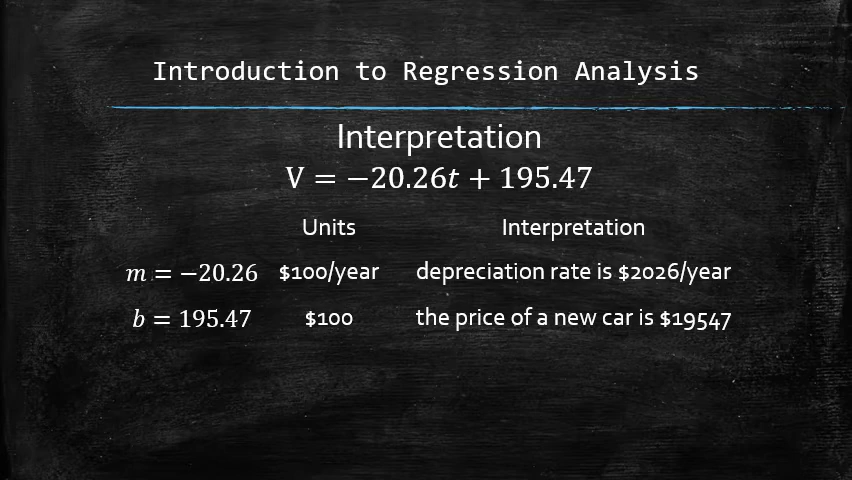 Introduction to Regression Analysis
Interpretation
V = −20.26t + 195.47
Units Interpretation
m = −20.26 $100/year depreciation rate is $2026/year
b = 195.47 $100 the price of a new car is $19547